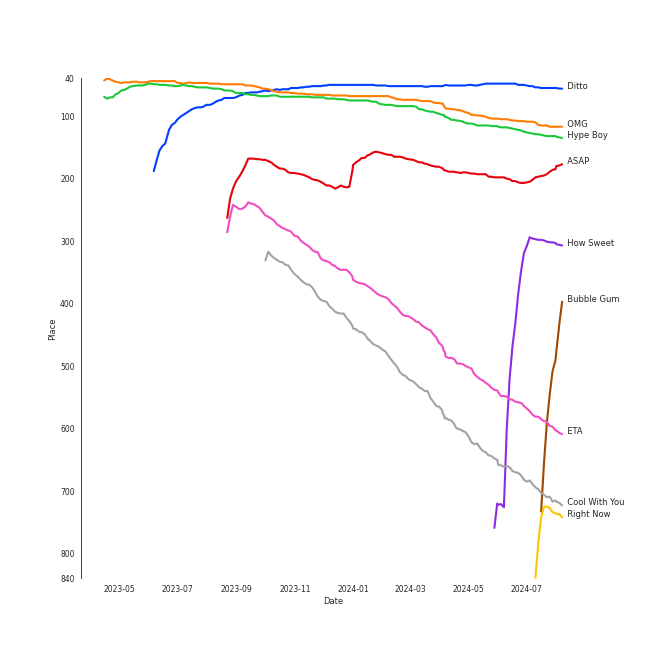 40
Ditto
100
OMG
Hype Boy
ASAP
200
How Sweet
300
Bubble Gum
400
Place
500
ETA
600
700
Cool With You
Right Now
800
840
2023-05 2023-07 2023-09 2023-11 2024-01 2024-03 2024-05 2024-07
Date